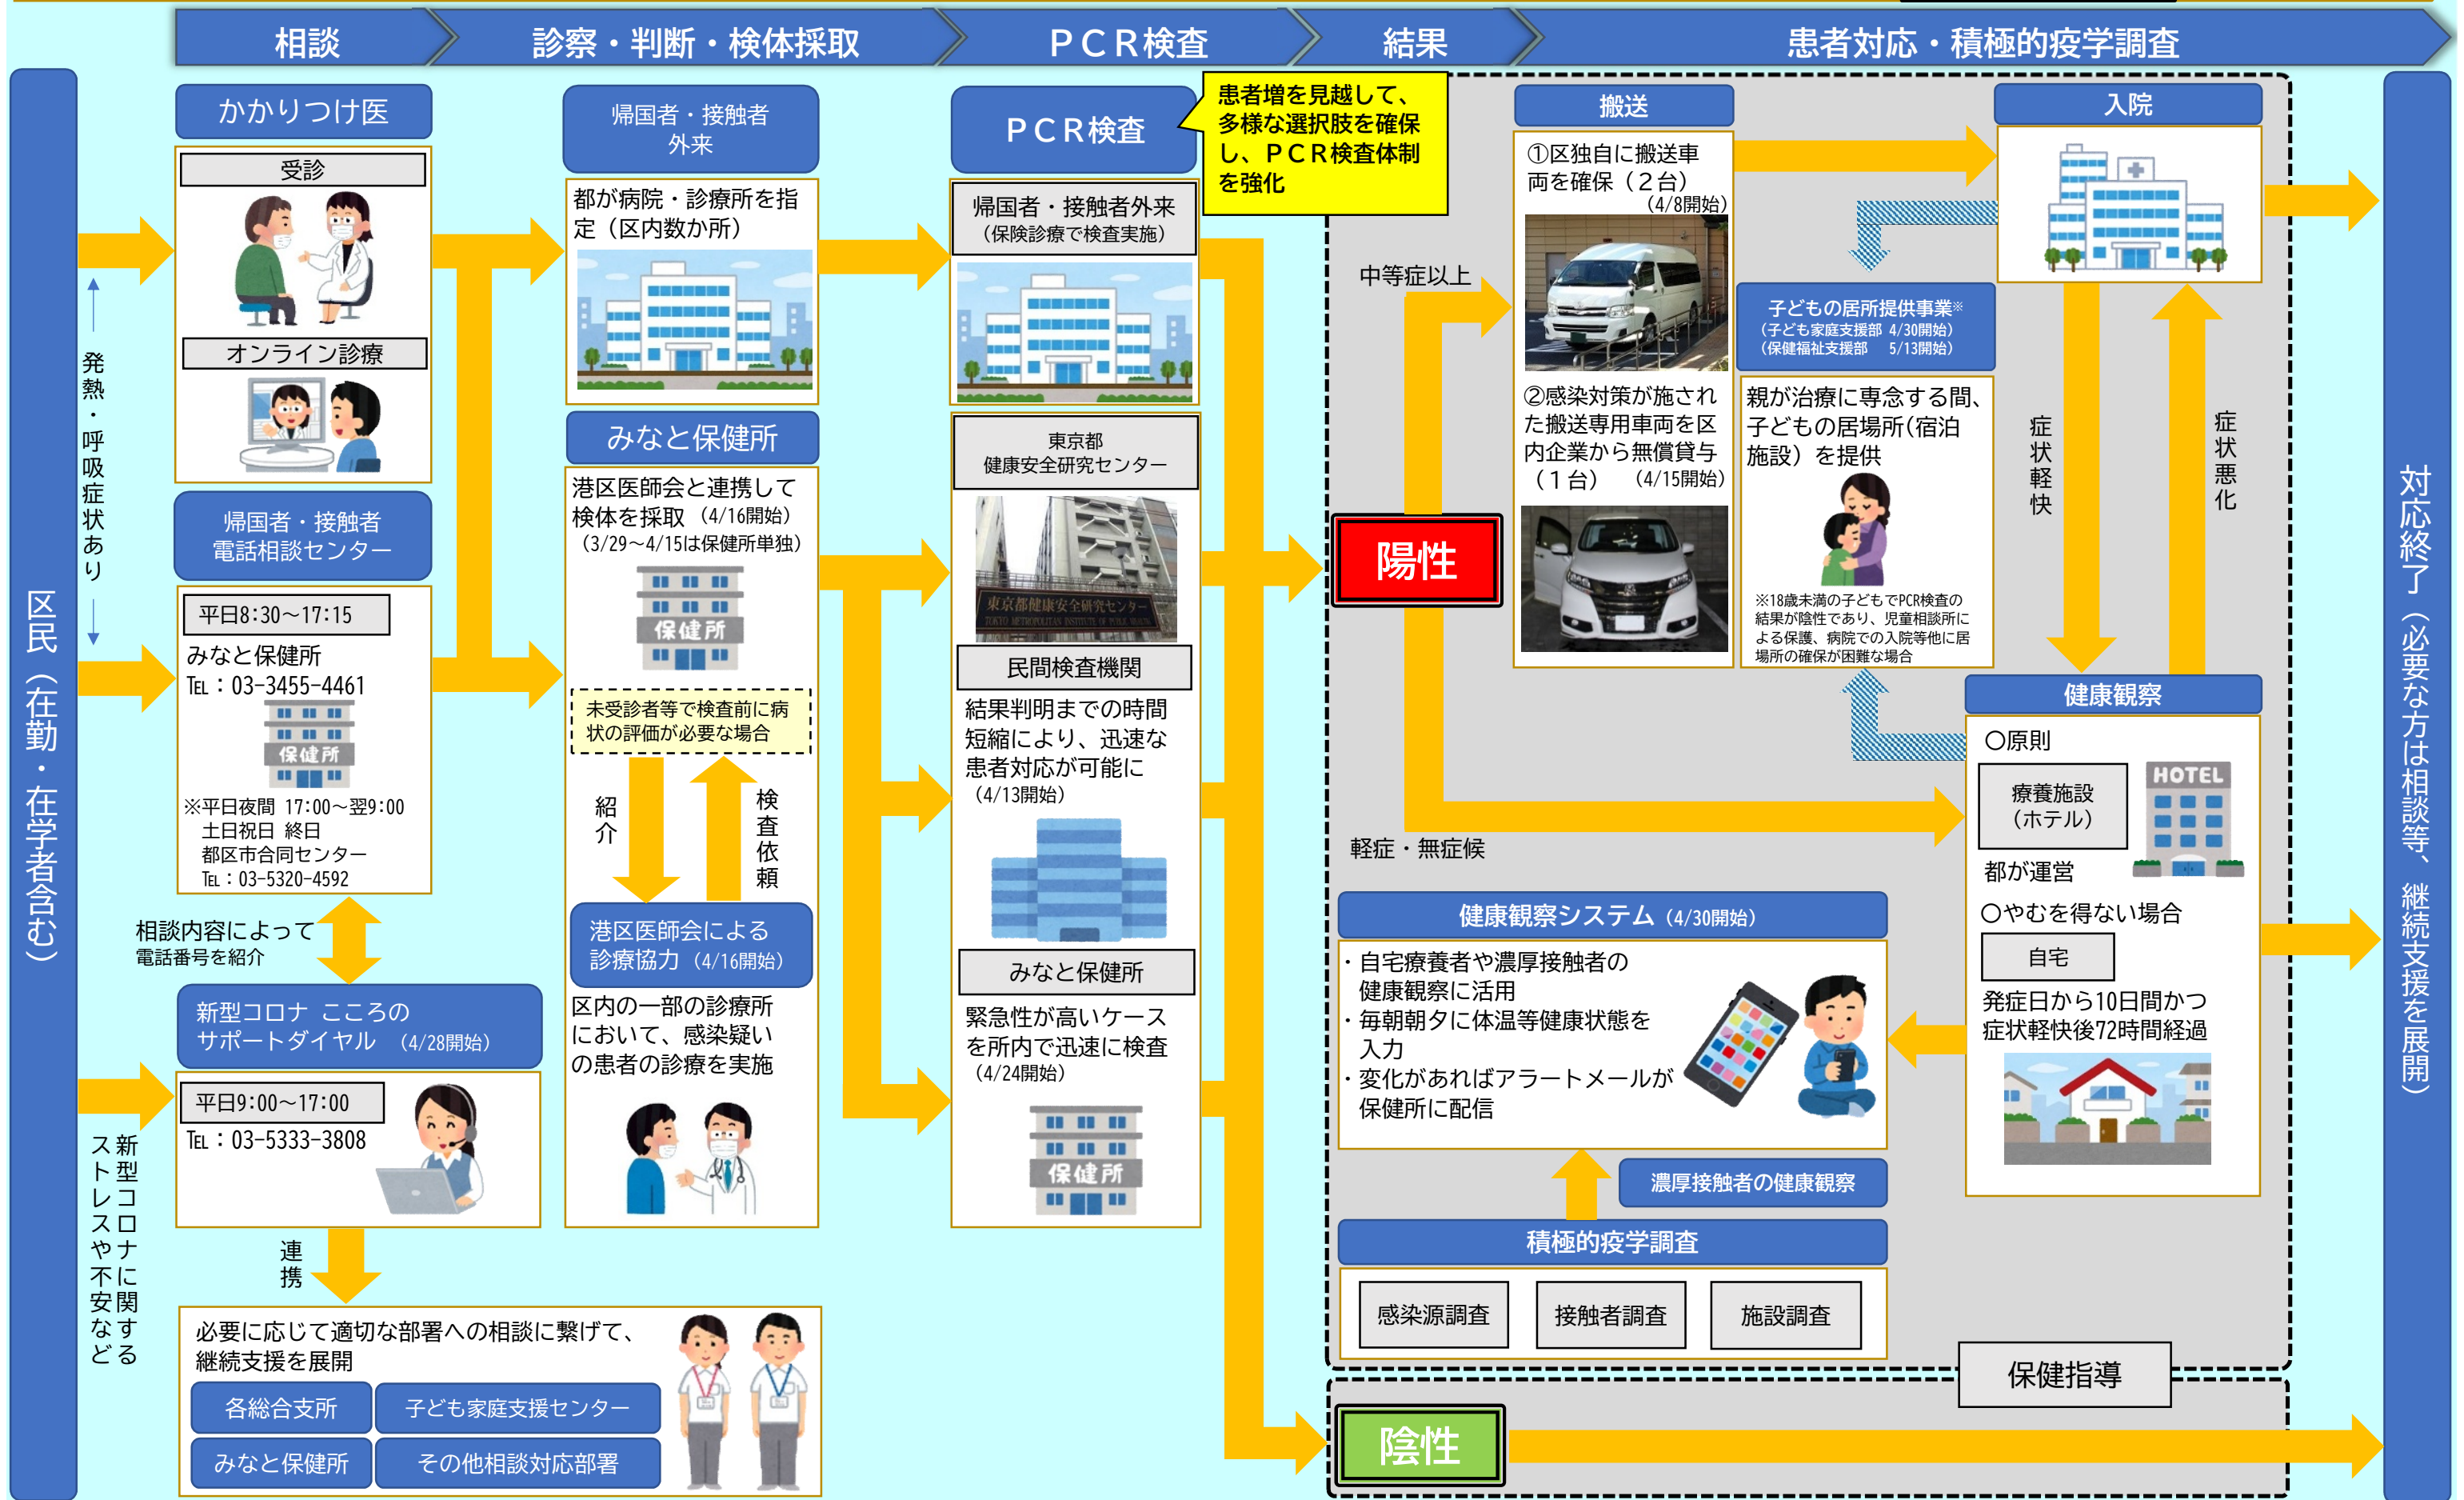 相談
診察・判断・検体採取
ＰＣＲ検査
結果
患者対応・積極的疫学調査
区民（在勤・在学者含む）
発熱・呼吸症状あり
新型コロナに関する
ストレスや不安など
かかりつけ医
受診
オンライン診療
帰国者・接触者
電話相談センター
平日8:30～17:15
みなと保健所
℡：03-3455-4461
保健所
※平日夜間 17:00～翌9:00
土日祝日 終日
都区市合同センター
℡：03-5320-4592
相談内容によって
電話番号を紹介
新型コロナ こころの
サポートダイヤル （4/28開始）
平日9:00～17:00
℡：03-5333-3808
連携
必要に応じて適切な部署への相談に繋げて、
継続支援を展開
各総合支所
子ども家庭支援センター
みなと保健所
その他相談対応部署
帰国者・接触者
外来
都が病院・診療所を指
定（区内数か所）
みなと保健所
港区医師会と連携して
検体を採取（4/16開始）
（3/29～4/15は保健所単独）
保健所
未受診者等で検査前に病
状の評価が必要な場合
紹介
検査依頼
港区医師会による
診療協力（4/16開始）
区内の一部の診療所
において、感染疑い
の患者の診療を実施
ＰＣＲ検査
患者増を見越して、
多様な選択肢を確保
し、ＰＣＲ検査体制
を強化
帰国者・接触者外来
（保険診療で検査実施）
東京都
健康安全研究センター
東京都健康安全研究センター
TOKYO METROPOLITAN INSTITUTE OF PUBLIC HEALTH
民間検査機関
結果判明までの時間
短縮により、迅速な
患者対応が可能に
（4/13開始）
みなと保健所
緊急性が高いケース
を所内で迅速に検査
（4/24開始）
保健所
陽性
中等症以上
軽症・無症候
搬送
①区独自に搬送車
両を確保（２台）
（4/8開始）
②感染対策が施され
た搬送専用車両を区
内企業から無償貸与
（１台） （4/15開始）
入院
子どもの居所提供事業※
（子ども家庭支援部 4/30開始）
（保健福祉支援部 5/13開始）
親が治療に専念する間、
子どもの居場所(宿泊
施設）を提供
※18歳未満の子どもでPCR検査の
結果が陰性であり、児童相談所に
よる保護、病院での入院等他に居
場所の確保が困難な場合
症状軽快
症状悪化
健康観察
〇原則
療養施設
（ホテル）
HOTEL
都が運営
〇やむを得ない場合
自宅
発症日から10日間かつ
症状軽快後72時間経過
健康観察システム（4/30開始）
・自宅療養者や濃厚接触者の
健康観察に活用
・毎朝朝夕に体温等健康状態を
入力
・変化があればアラートメールが
保健所に配信
濃厚接触者の健康観察
積極的疫学調査
感染源調査
接触者調査
施設調査
保健指導
陰性
対応終了（必要な方は相談等、継続支援を展開）